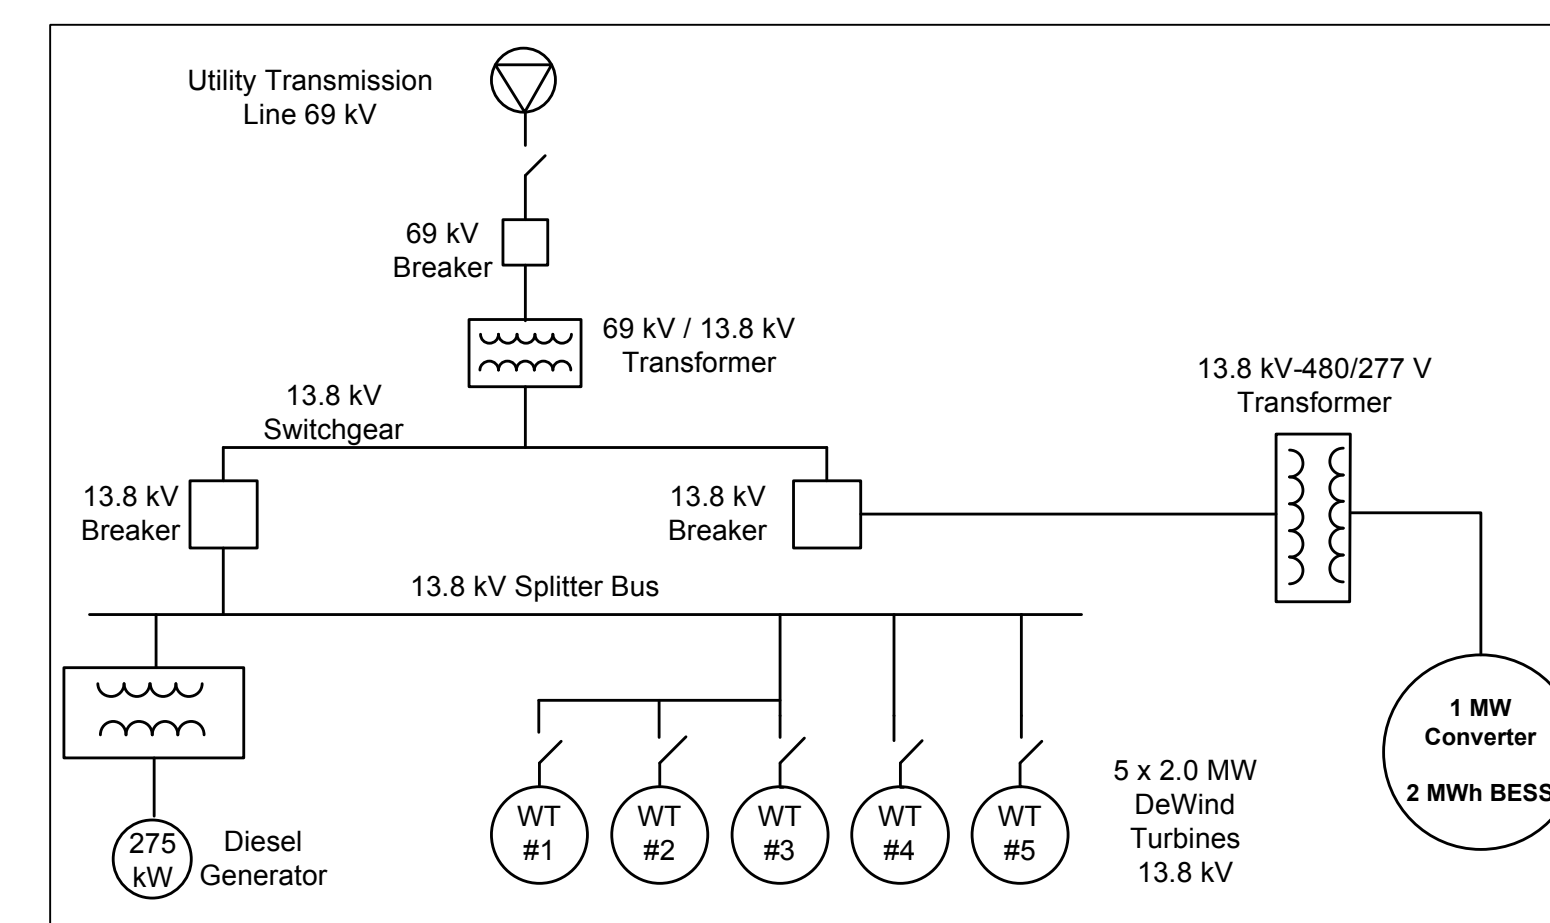 Utility Transmission
Line 69 kV
69 kV
Breaker
69 kV / 13.8 kV
Transformer
13.8 kV-480/277 V
Transformer
13.8 kV
Switchgear
13.8 kV
Breaker
13.8 kV
Breaker
13.8 kV Splitter Bus
1 MW
Converter
2 MWh BESS
5 x 2.0 MW
DeWind
Turbines
13.8 kV
275
kW
Diesel
Generator
WT
#1
WT
#2
WT
#3
WT
#4
WT
#5